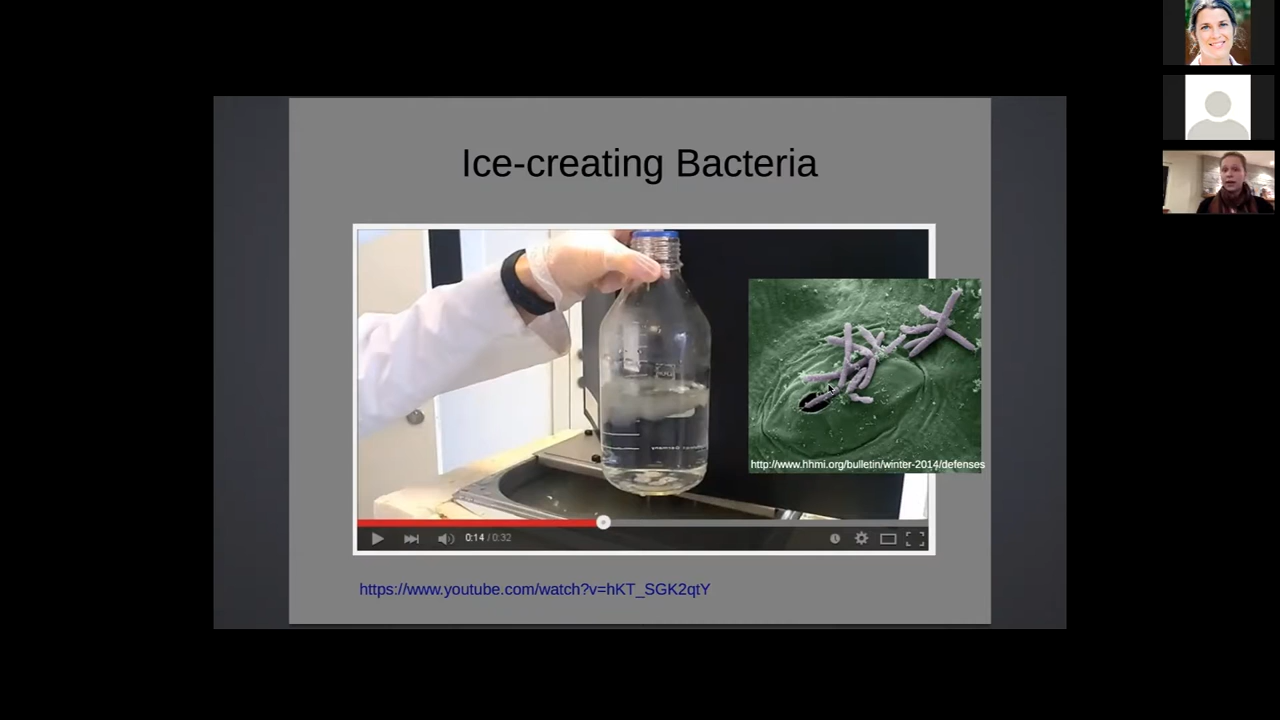 Ice-creating Bacteria
http://www.hhmi.org/bulletin/winter-2014/defenses
0:14 / 0:32
https://www.youtube.com/watch?v=hKT_SGK2qtY